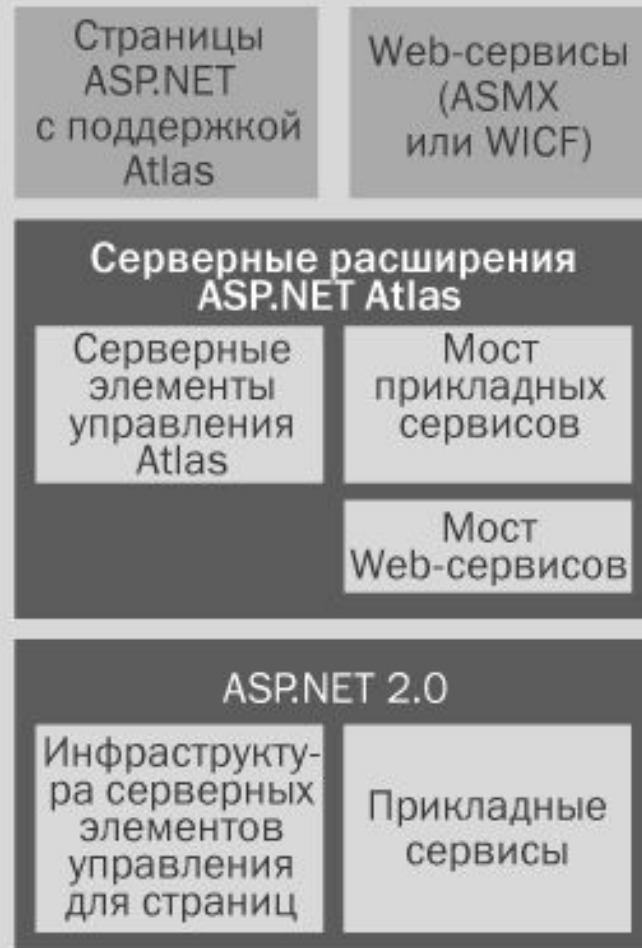 Страницы
ASP.NET
с поддержкой
Atlas
Web-сервисы
(ASMX
или WICF)
Серверные расширения
ASP.NET Atlas
Серверные
элементы
управления
Atlas
Мост
прикладных
сервисов
Мост
Web-сервисов
ASP.NET 2.0
Инфраструкту-
ра серверных
элементов
управления
для страниц
Прикладные
сервисы